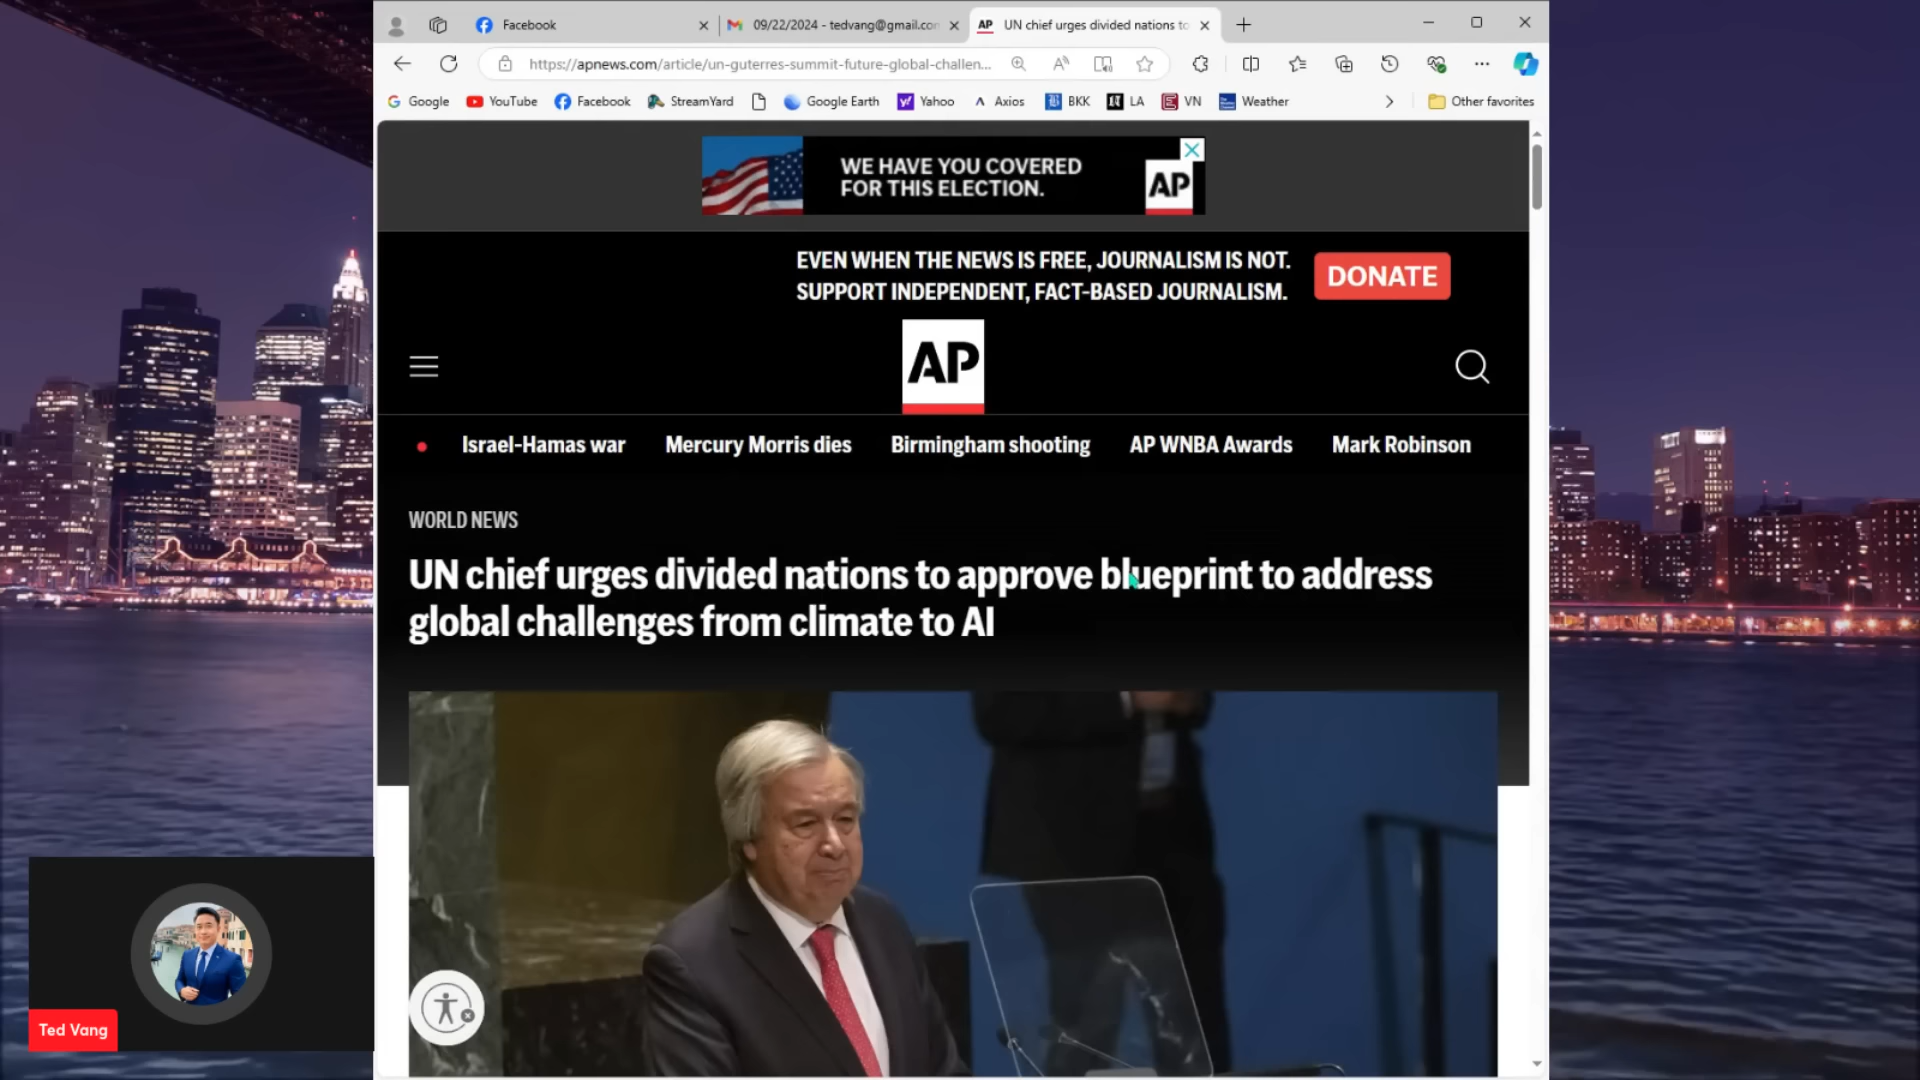 Facebook
09/22/2024 - tedvang@gmail.con
AP UN chief urges divided nations to
https://apnews.com/article/un-guterres-summit-future-global-challen...
Google YouTube Facebook StreamYard Google Earth Yahoo Axios BKK LA VN Weather Other favorites
WE HAVE YOU COVERED
FOR THIS ELECTION.
AP
EVEN WHEN THE NEWS IS FREE, JOURNALISM IS NOT.
SUPPORT INDEPENDENT, FACT-BASED JOURNALISM.
DONATE
AP
Israel-Hamas war Mercury Morris dies Birmingham shooting AP WNBA Awards Mark Robinson
WORLD NEWS
UN chief urges divided nations to approve blueprint to address
global challenges from climate to AI
Ted Vang